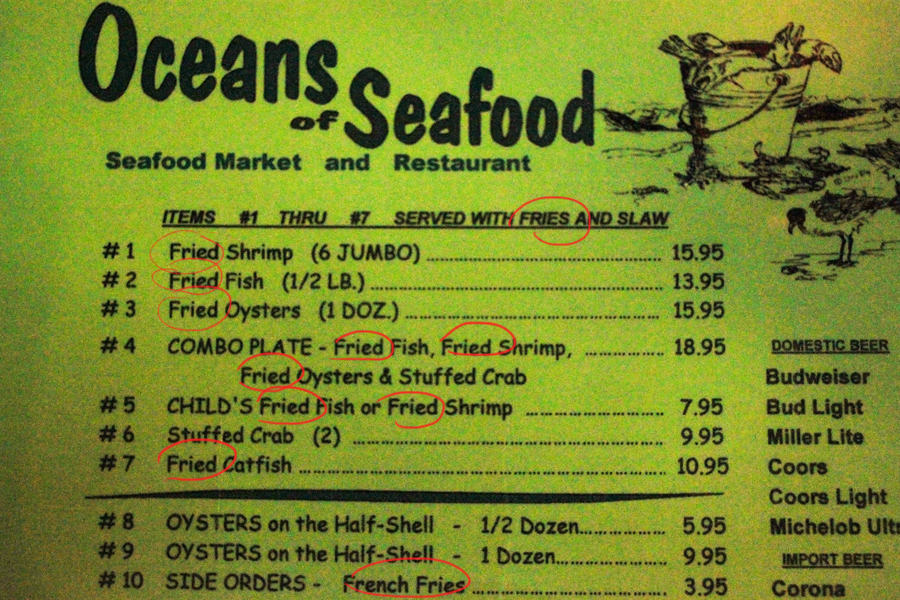 Oceans
of Seafood
Seafood Market and Restaurant
ITEMS #1 THRU #7 SERVED WITH FRIES AND SLAW
# 1 Fried Shrimp (6 JUMBO) 15.95
# 2 Fried Fish (1/2 LB.) 13.95
# 3 Fried Oysters (1 DOZ.) 15.95
# 4 COMBO PLATE - Fried Fish, Fried Shrimp, 18.95
Fried Oysters & Stuffed Crab
# 5 CHILD'S Fried Fish or Fried Shrimp 7.95
# 6 Stuffed Crab (2) 9.95
# 7 Fried Catfish 10.95
# 8 OYSTERS on the Half-Shell - 1/2 Dozen 5.95
# 9 OYSTERS on the Half-Shell - 1 Dozen 9.95
# 10 SIDE ORDERS - French Fries 3.95
DOMESTIC BEER
Budweiser
Bud Light
Miller Lite
Coors
Coors Light
Michelob
IMPORT BEER
Corona